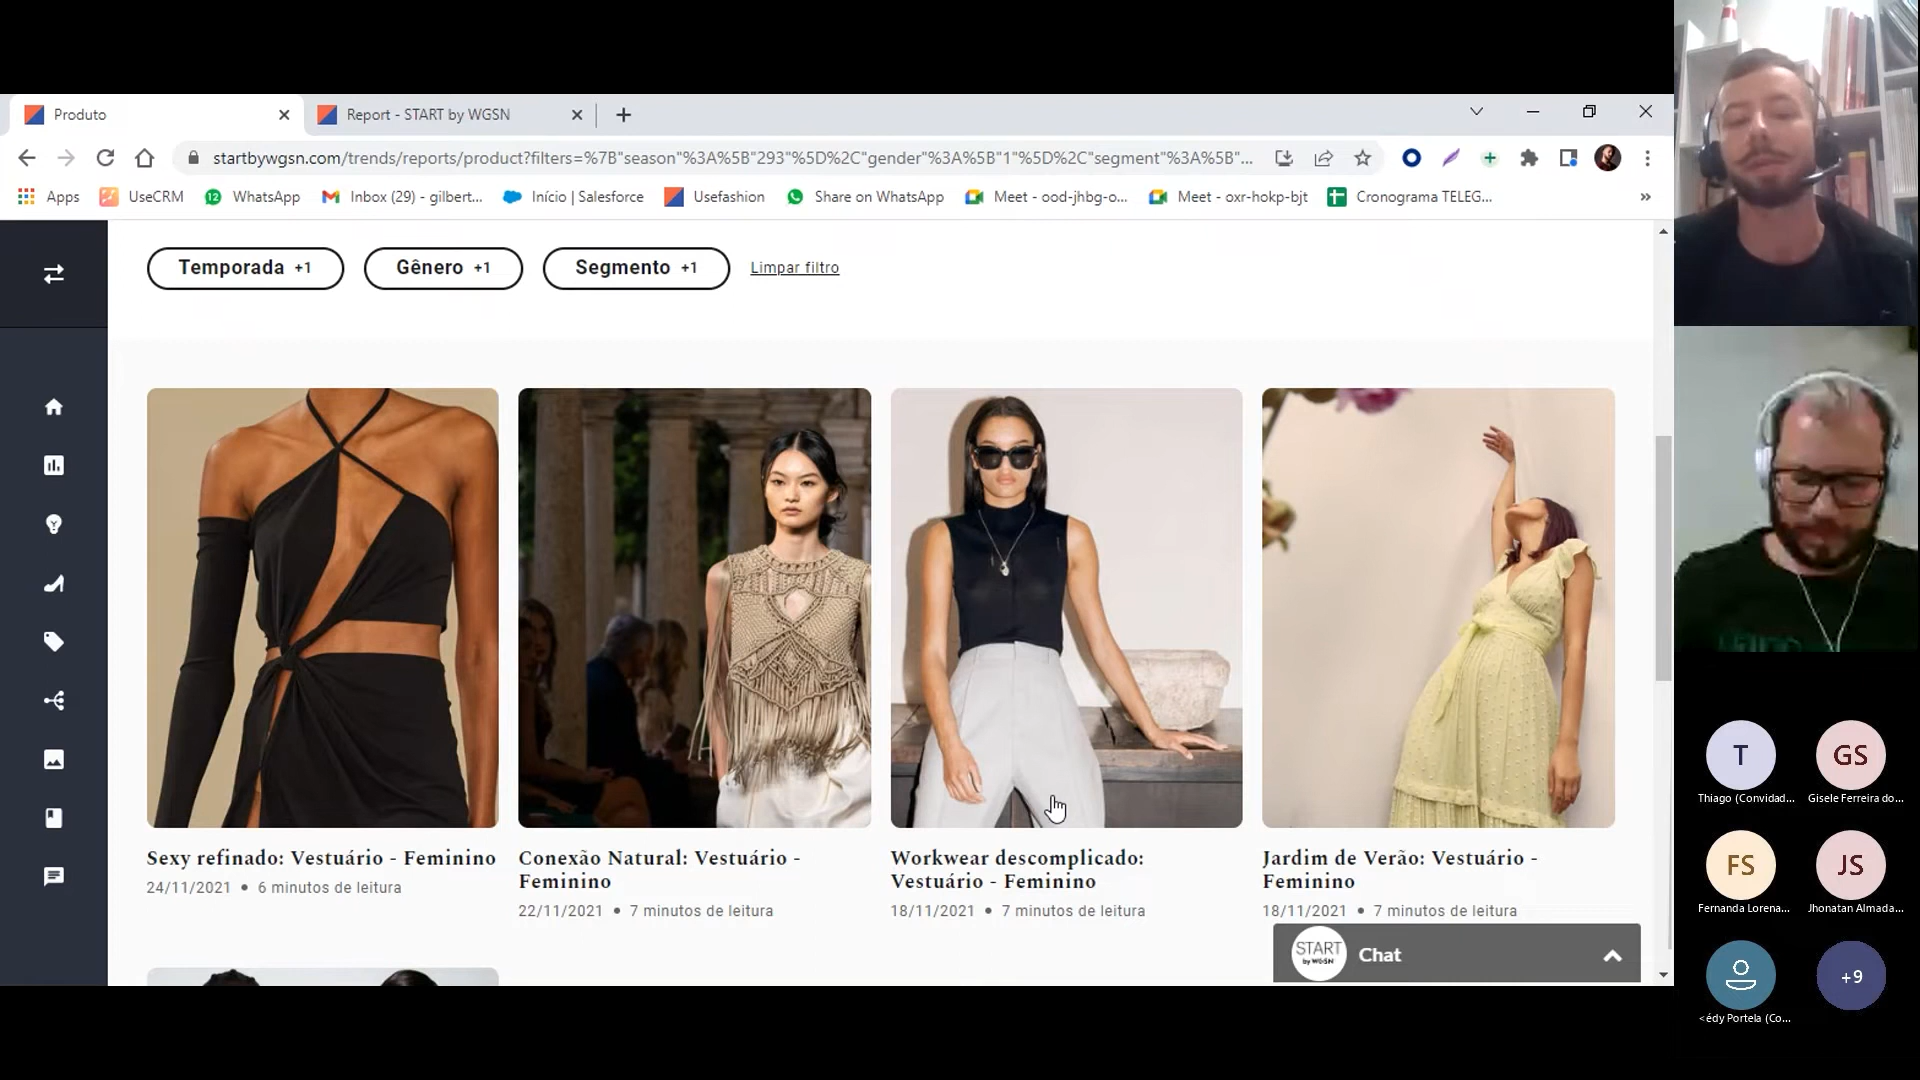 Produto
Report - START by WGSN
startbywgsn.com/trends/reports/product?filters=%7B"season"%3A%5B"293"%5D%2C"gender"%3A%5B"1"%5D%2C"segment"%3A%5B"...
Apps
UseCRM
12
WhatsApp
Inbox (29) - gilbert...
Início | Salesforce
Usefashion
Share on WhatsApp
Meet - ood-jhbg-o...
Meet - oxr-hokp-bjt
Cronograma TELEG...
»
Temporada +1
Gênero +1
Segmento +1
Limpar filtro
Sexy refinado: Vestuário - Feminino
24/11/2021 • 6 minutos de leitura
Conexão Natural: Vestuário -
Feminino
22/11/2021 • 7 minutos de leitura
Workwear descomplicado:
Vestuário - Feminino
18/11/2021 • 7 minutos de leitura
Jardim de Verão: Vestuário -
Feminino
18/11/2021 • 7 minutos de leitura
START
by WGSN
Chat
T
Thiago (Convidad...
GS
Gisele Ferreira do...
FS
Fernanda Lorena...
JS
Jhonatan Almada...
<édy Portela (Co...
+9